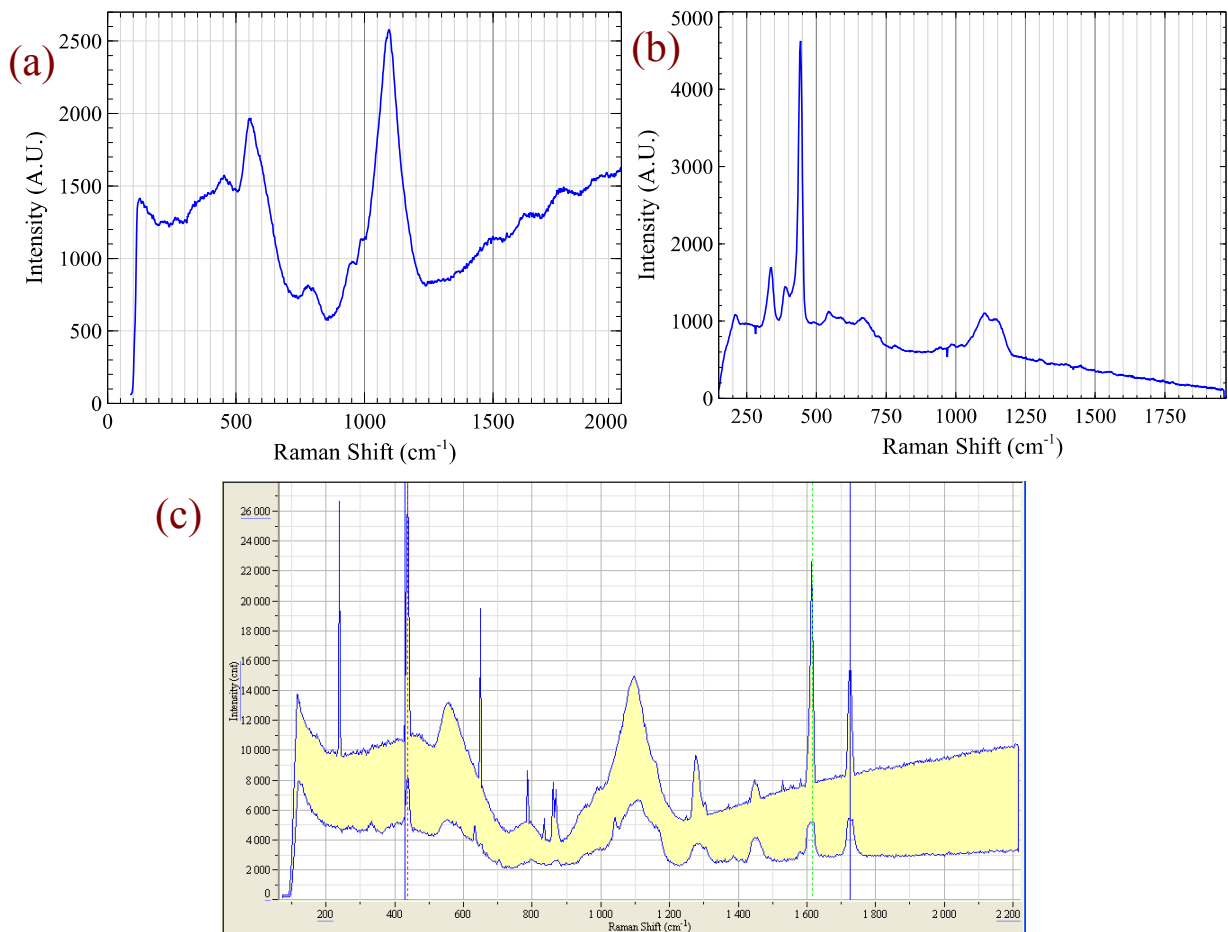 (a)
Intensity (A.U.)
2500
2000
1500
1000
500
0
0 500 1000 1500 2000
Raman Shift (cm⁻¹)
(b)
Intensity (A.U.)
5000
4000
3000
2000
1000
0
250 500 750 1000 1250 1500 1750
Raman Shift (cm⁻¹)
(c)
Intensity (cnt)
26 000
24 000
22 000
20 000
18 000
16 000
14 000
12 000
10 000
8 000
6 000
4 000
2 000
0
200 400 600 800 1 000 1 200 1 400 1 600 1 800 2 000 2 200
Raman Shift (cm⁻¹)